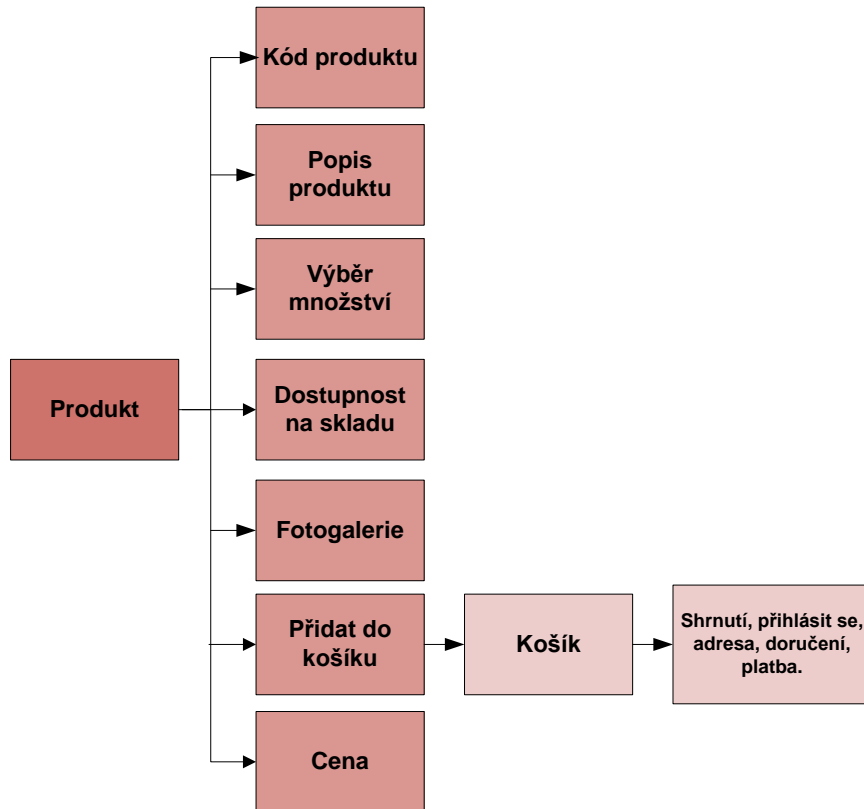 Kód produktu
Popis
produktu
Výběr
množství
Produkt
Dostupnost
na skladu
Fotogalerie
Přidat do
košíku
Košík
Shrnutí, přihlásit se,
adresa, doručení,
platba.
Cena